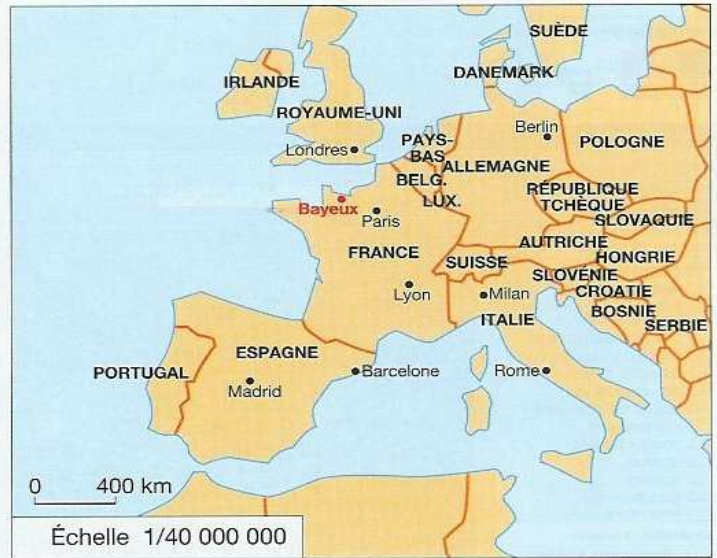 SUÈDE
DANEMARK
IRLANDE
ROYAUME-UNI
Londres
PAYS-
BAS
Berlin
POLOGNE
ALLEMAGNE
BELG.
LUX.
RÉPUBLIQUE
TCHÈQUE
SLOVAQUIE
Bayeux
Paris
FRANCE
AUTRICHE
HONGRIE
SUISSE
SLOVÉNIE
CROATIE
Lyon
Milan
BOSNIE
ITALIE
SERBIE
ESPAGNE
PORTUGAL
Madrid
Barcelone
Rome
0 400 km
Échelle 1/40 000 000